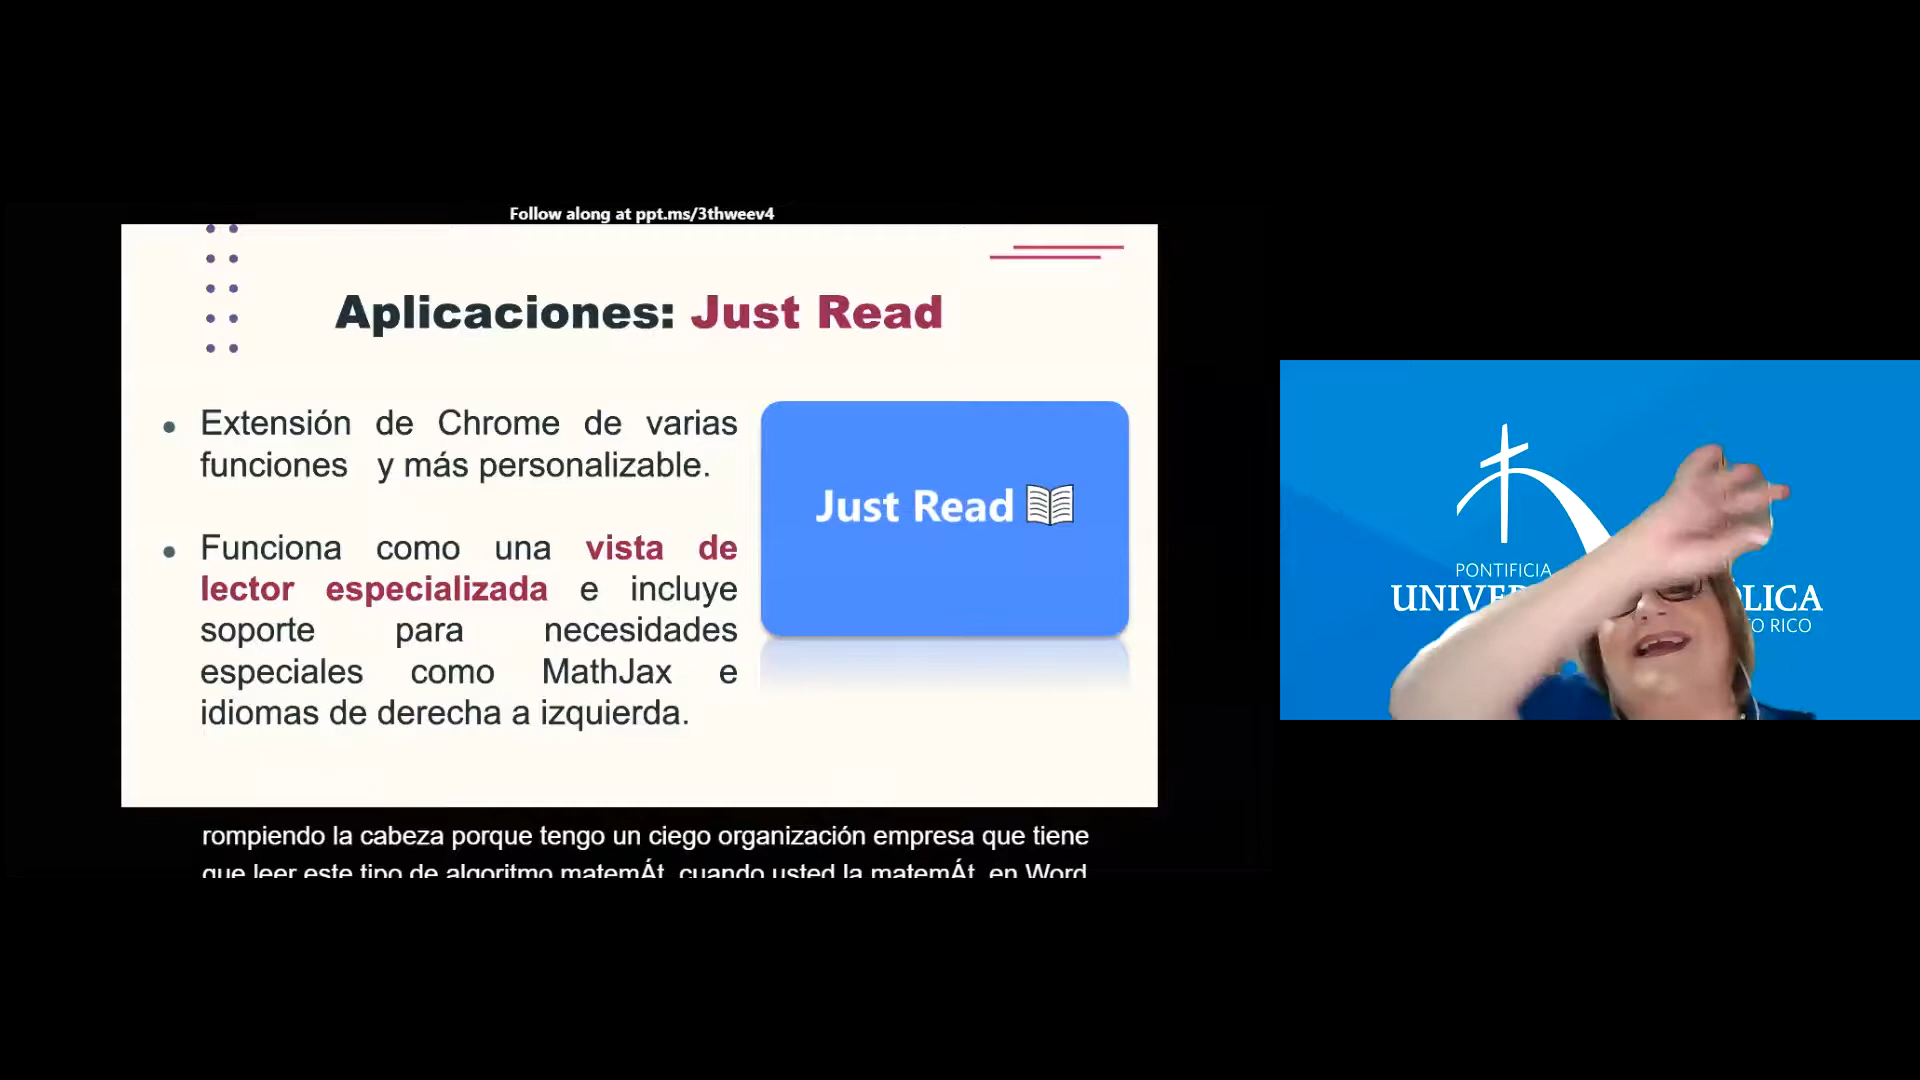 Follow along at ppt.ms/3thweev4
Aplicaciones: Just Read
Extensión de Chrome de varias
funciones y más personalizable.
Funciona como una vista de
lector especializada e incluye
soporte para necesidades
especiales como MathJax e
idiomas de derecha a izquierda.
Just Read
rompiendo la cabeza porque tengo un ciego organización empresa que tiene
que leer este tipo de algoritmo matemÁt. cuando usted la matemÁt. en Word
PONTIFICIA
UNIVE
LICA
O RICO